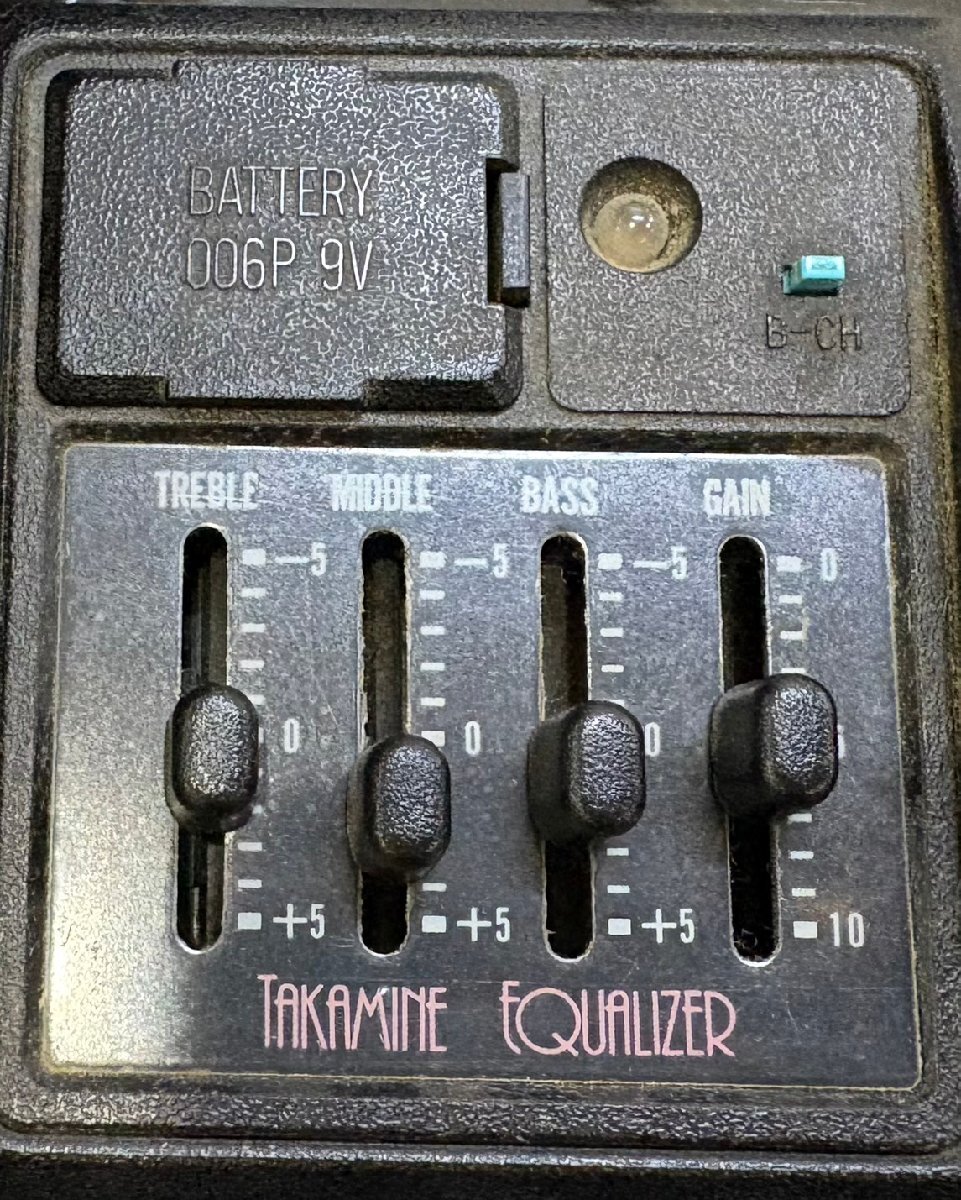 BATTERY
006P 9V
B-CH
TREBLE MIDDLE BASS GAIN
−5 −5 −5 0
0 0 0
+5 +5 +5 10
TAKAMINE EQUALIZER